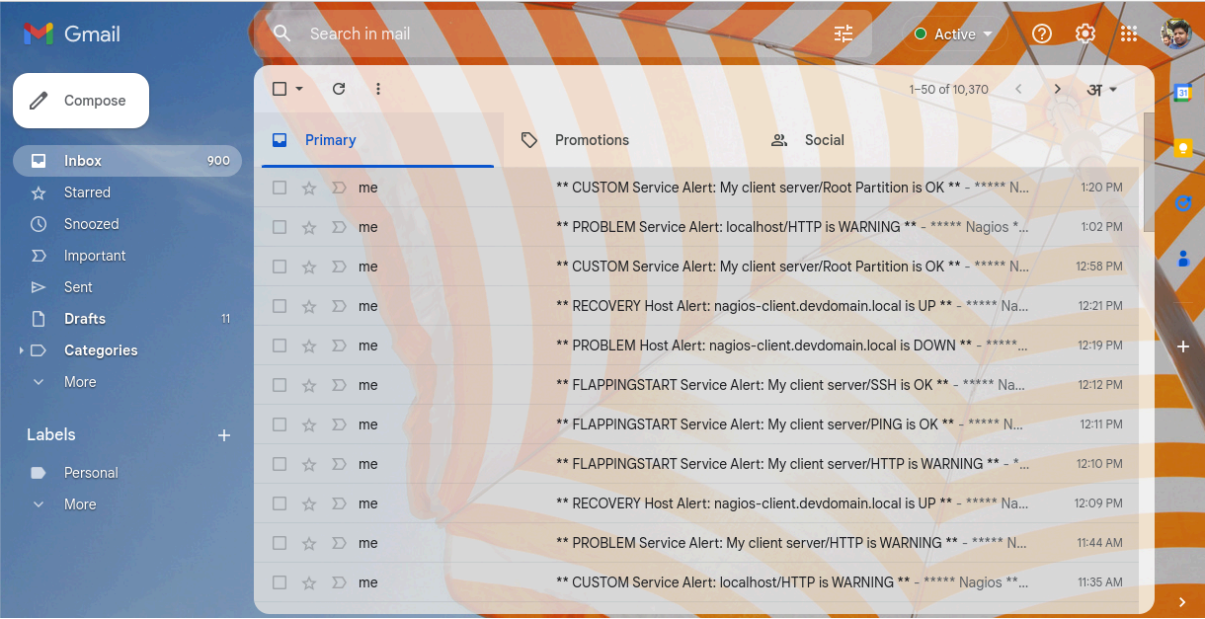 Gmail
Search in mail
Active
Compose
1–50 of 10,370
अ
31
Primary
Promotions
Social
Inbox 900
Starred
Snoozed
Important
Sent
Drafts 11
Categories
More
Labels
Personal
More
me ** CUSTOM Service Alert: My client server/Root Partition is OK ** - ***** N... 1:20 PM
me ** PROBLEM Service Alert: localhost/HTTP is WARNING ** - ***** Nagios *... 1:02 PM
me ** CUSTOM Service Alert: My client server/Root Partition is OK ** - ***** N... 12:58 PM
me ** RECOVERY Host Alert: nagios-client.devdomain.local is UP ** - ***** Na... 12:21 PM
me ** PROBLEM Host Alert: nagios-client.devdomain.local is DOWN ** - *****... 12:19 PM
me ** FLAPPINGSTART Service Alert: My client server/SSH is OK ** - ***** Na... 12:12 PM
me ** FLAPPINGSTART Service Alert: My client server/PING is OK ** - ***** N... 12:11 PM
me ** FLAPPINGSTART Service Alert: My client server/HTTP is WARNING ** - *... 12:10 PM
me ** RECOVERY Host Alert: nagios-client.devdomain.local is UP ** - ***** Na... 12:09 PM
me ** PROBLEM Service Alert: My client server/HTTP is WARNING ** - ***** N... 11:44 AM
me ** CUSTOM Service Alert: localhost/HTTP is WARNING ** - ***** Nagios **... 11:35 AM